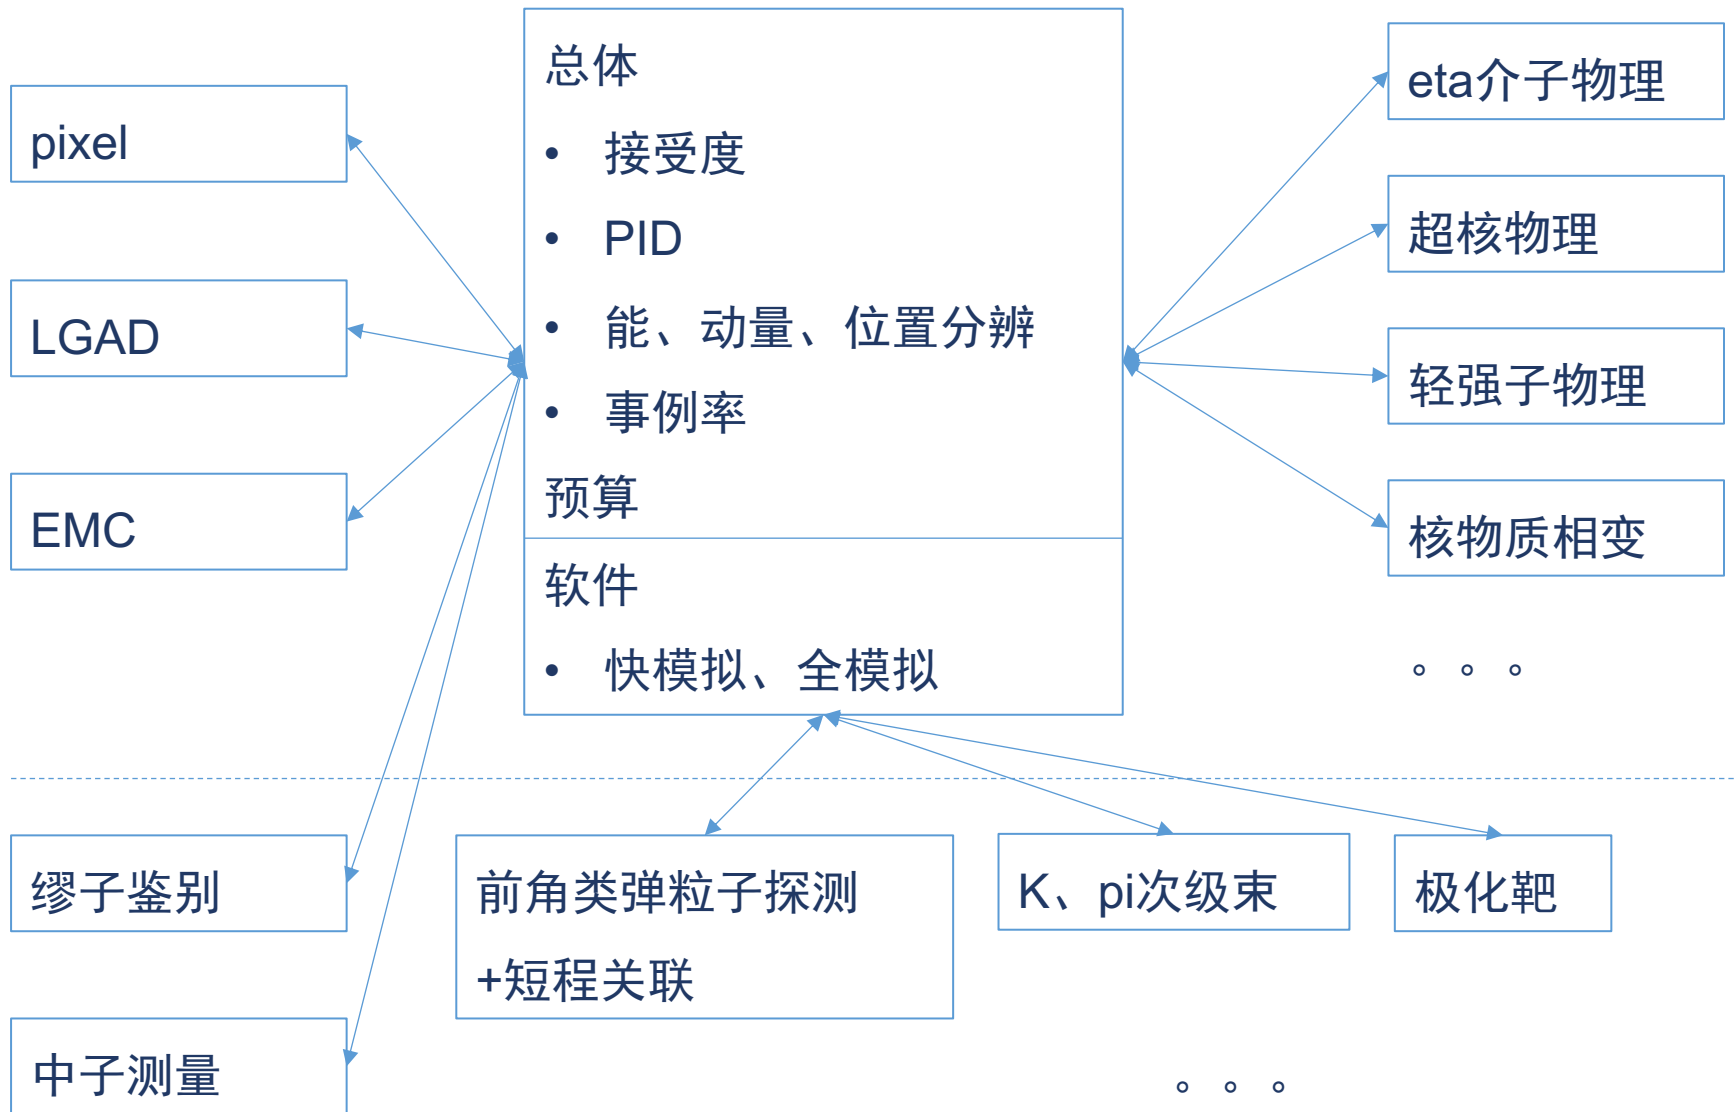 pixel
LGAD
EMC
总体
• 接受度
• PID
• 能、动量、位置分辨
• 事例率
预算
软件
• 快模拟、全模拟
eta介子物理
超核物理
轻强子物理
核物质相变
。。。
缪子鉴别
中子测量
前角类弹粒子探测
+短程关联
K、pi次级束
极化靶
。。。